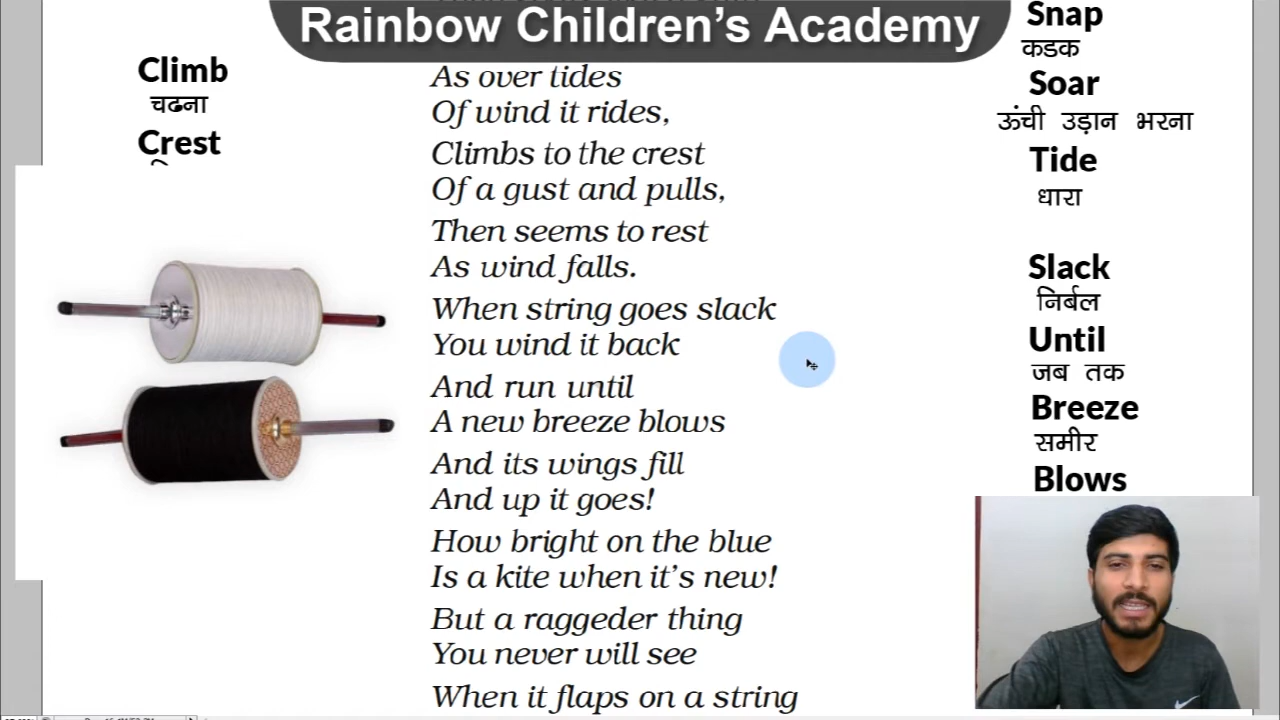 Rainbow Children's Academy
Climb
चढना
Crest
As over tides
Of wind it rides,
Climbs to the crest
Of a gust and pulls,
Then seems to rest
As wind falls.
When string goes slack
You wind it back
And run until
A new breeze blows
And its wings fill
And up it goes!
How bright on the blue
Is a kite when it's new!
But a raggeder thing
You never will see
When it flaps on a string
Snap
कडक
Soar
ऊंची उड़ान भरना
Tide
धारा
Slack
निर्बल
Until
जब तक
Breeze
समीर
Blows